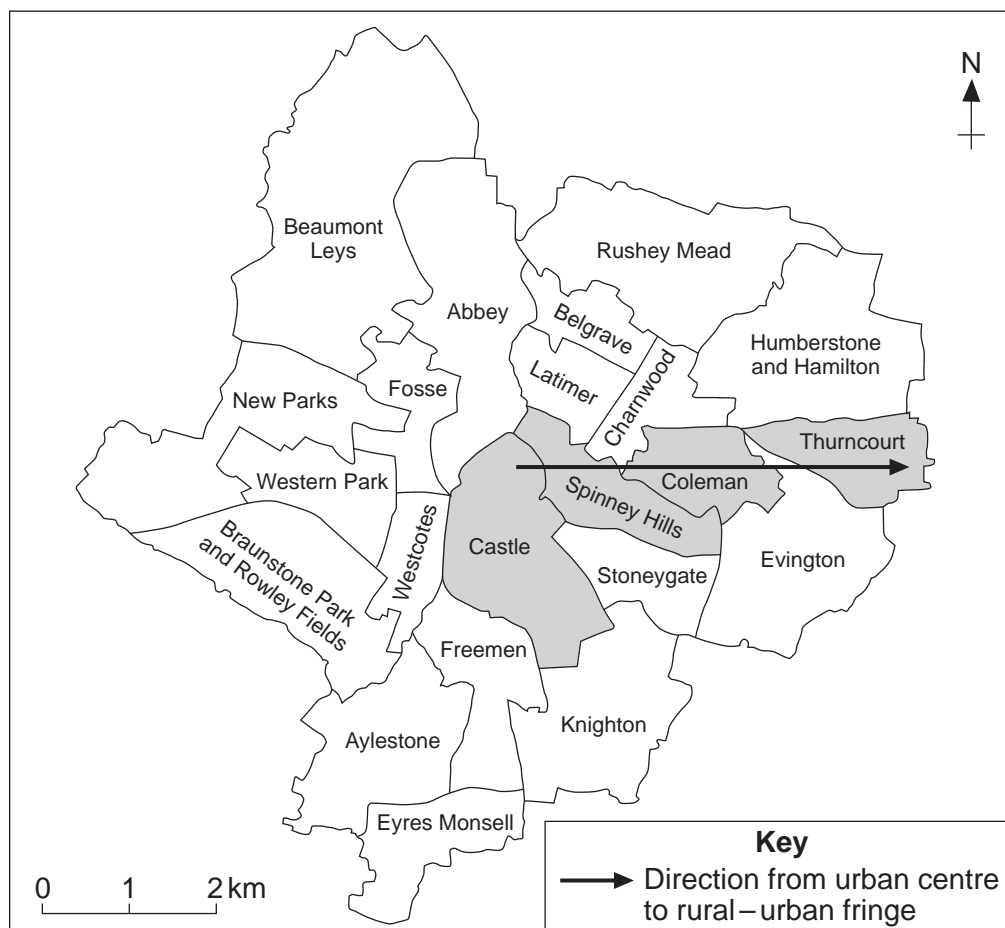 N
Beaumont
Leys
Rushey Mead
Abbey
Belgrave
Humberstone
and Hamilton
Latimer
Charnwood
Fosse
New Parks
Thurncourt
Western Park
Coleman
Spinney Hills
Westcotes
Castle
Braunstone Park
and Rowley Fields
Stoneygate
Evington
Freemen
Knighton
Aylestone
Eyres Monsell
Key
Direction from urban centre
to rural–urban fringe
0 1 2 km